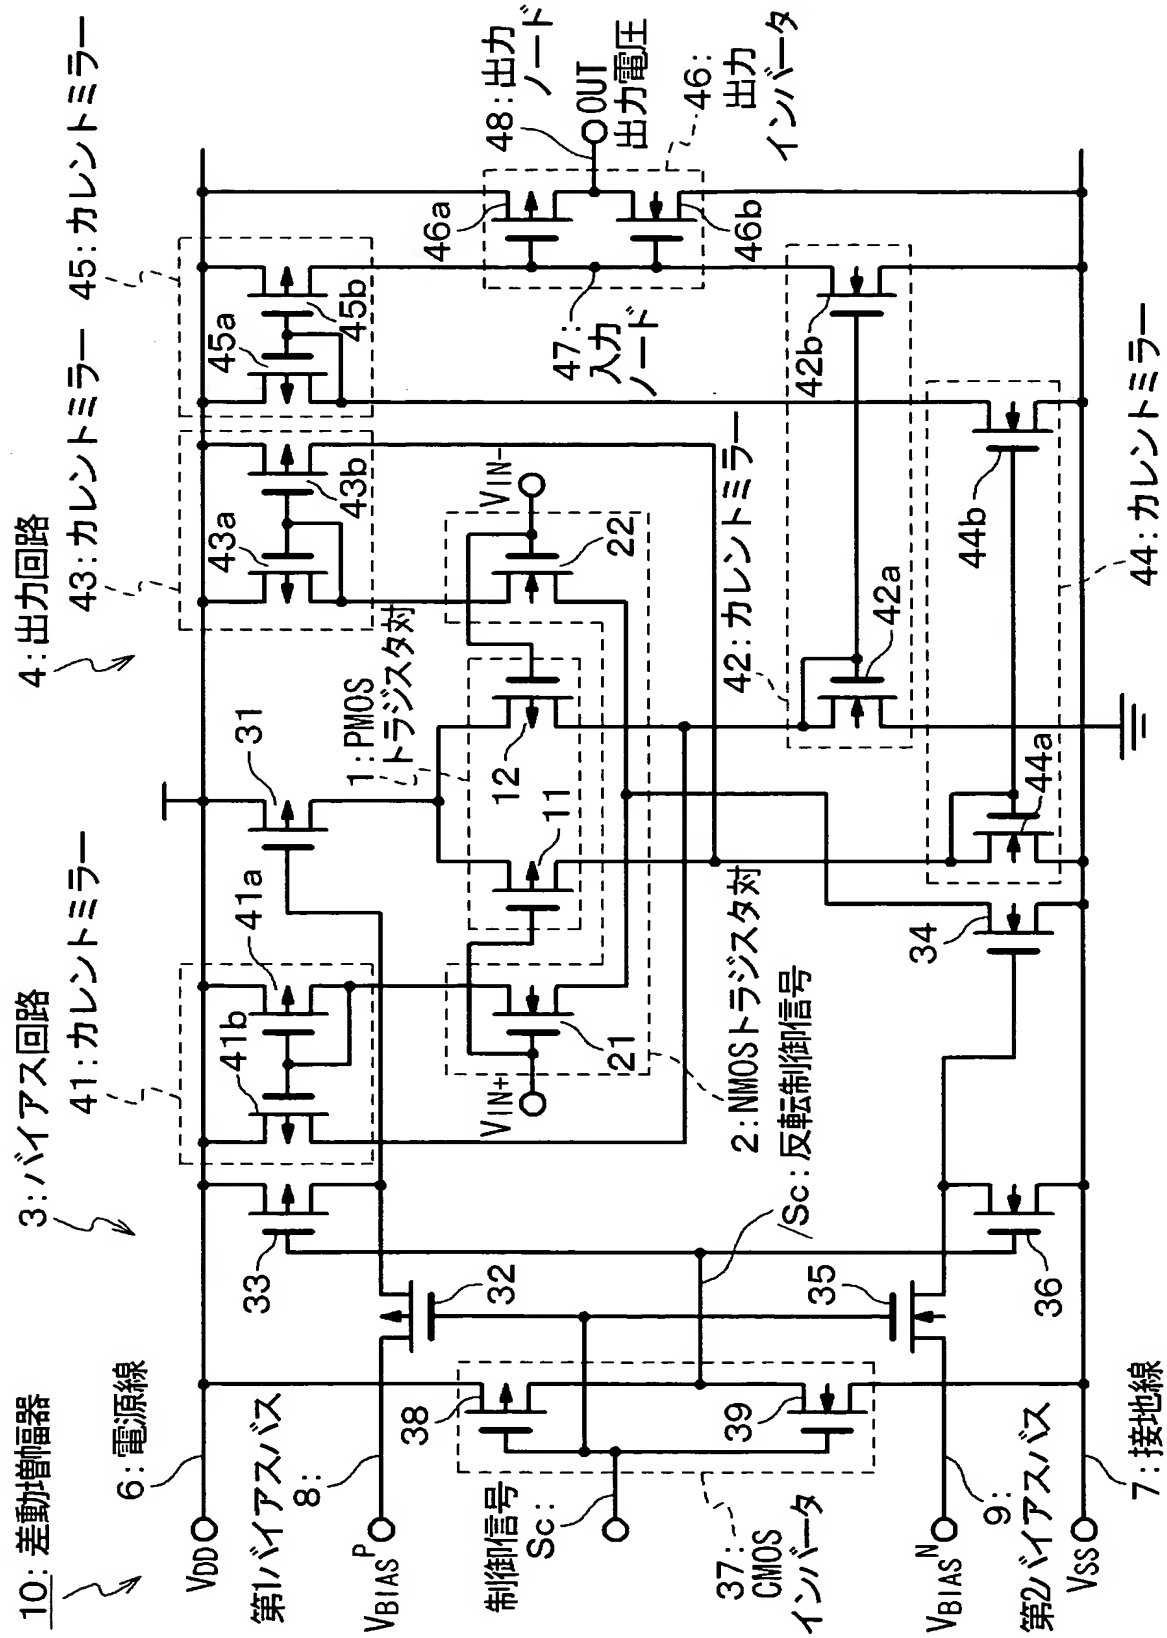 10:差動増幅器
3:バイアス回路
4:出力回路
41:カレントミラー
43:カレントミラー
45:カレントミラー
6:電源線
VDD
第1バイアスバス
8:
VBIAS P
33
41b
41a
31
43a
43b
45a
45b
32
1:PMOS
トラジスタ対
VIN-
46a
48:出力
ノード
OUT
出力電圧
38
制御信号
Sc:
VIN+
21
11
12
22
47:
入力
ノード
46b
46:
出力
インバータ
39
37:
CMOS
インバータ
2:NMOSトラジスタ対
Sc:反転制御信号
42:カレントミラー
35
34
42a
42b
VBIAS N
9:
第2バイアスバス
36
44a
44b
VSS
7:接地線
44:カレントミラー